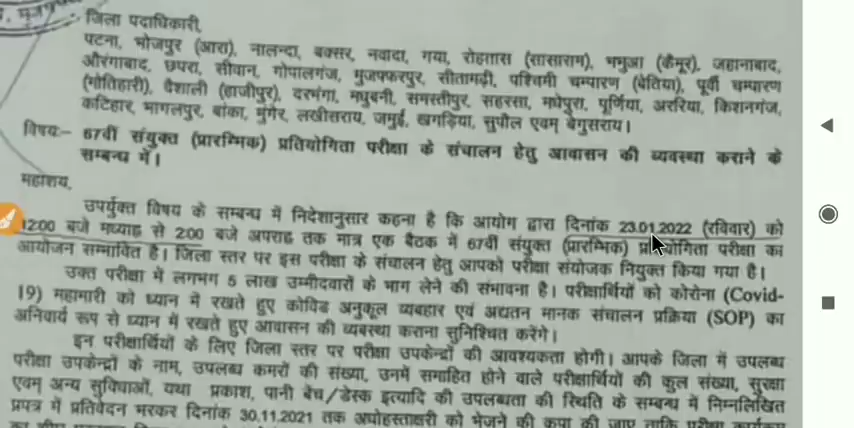 जिला पदाधिकारी,
पटना, भोजपुर (आरा), नालन्दा, बक्सर, नवादा, गया, रोहतास (सासाराम), भभुआ (कैमूर), जहानाबाद,
औरंगाबाद, छपरा, सीवान, गोपालगंज, मुजफ्फरपुर, सीतामढ़ी, पश्चिमी चम्पारण (बेतिया), पूर्वी चम्पारण
(मोतिहारी), वैशाली (हाजीपुर), दरभंगा, मधुबनी, समस्तीपुर, सहरसा, मधेपुरा, पूर्णिया, अररिया, किशनगंज,
कटिहार, भागलपुर, बांका, मुंगेर, लखीसराय, जमुई, खगड़िया, सुपौल एवम् बेगुसराय।
विषय:- 67वीं संयुक्त (प्रारम्भिक) प्रतियोगिता परीक्षा के संचालन हेतु आवासन की व्यवस्था कराने के
सम्बन्ध में।
महाशय,
उपर्युक्त विषय के सम्बन्ध में निदेशानुसार कहना है कि आयोग द्वारा दिनांक 23.01.2022 (रविवार) को
12:00 बजे मध्याह्न से 2:00 बजे अपराह्न तक मात्र एक बैठक में 67वीं संयुक्त (प्रारम्भिक) प्रतियोगिता परीक्षा का
आयोजन सम्भावित है। जिला स्तर पर इस परीक्षा के संचालन हेतु आपको परीक्षा संयोजक नियुक्त किया गया है।
उक्त परीक्षा में लगभग 5 लाख उम्मीदवारों के भाग लेने की संभावना है। परीक्षार्थियों को कोरोना (Covid-
19) महामारी को ध्यान में रखते हुए कोविड अनुकूल व्यवहार एवं अद्यतन मानक संचालन प्रक्रिया (SOP) का
अनिवार्य रूप से ध्यान में रखते हुए आवासन की व्यबस्था कराना सुनिश्चित करेंगे।
इन परीक्षार्थियों के लिए जिला स्तर पर परीक्षा उपकेन्द्रों की आवश्यकता होगी। आपके जिला में उपलब्ध
परीक्षा उपकेन्द्रों के नाम, उपलब्ध कमरों की संख्या, उनमें समाहित होने वाले परीक्षार्थियों की कुल संख्या, सुरक्षा
एवम् अन्य सुविधाओं, यथा प्रकाश, पानी बेंच/डेस्क इत्यादि की उपलब्धता की स्थिति के सम्बन्ध में निम्नलिखित
प्रपत्र में प्रतिवेदन भरकर दिनांक 30.11.2021 तक अधोहस्ताक्षरी को भेजने की कृपा की जाए ताकि परीक्षा कार्यक्रम